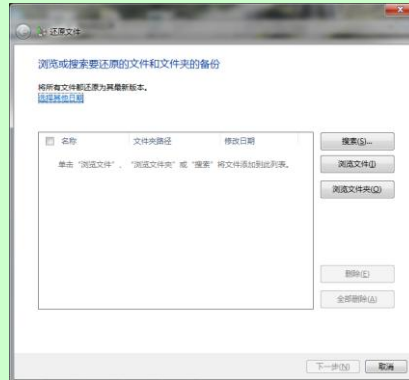 还原文件
浏览或搜索要还原的文件和文件夹的备份
将所有文件都还原为其最新版本。
选择其他日期
名称 文件夹路径 修改日期
单击“浏览文件”、“浏览文件夹”或“搜索”将文件添加到此列表。
搜索(S)...
浏览文件(I)
浏览文件夹(O)
删除(E)
全部删除(A)
下一步(N) 取消